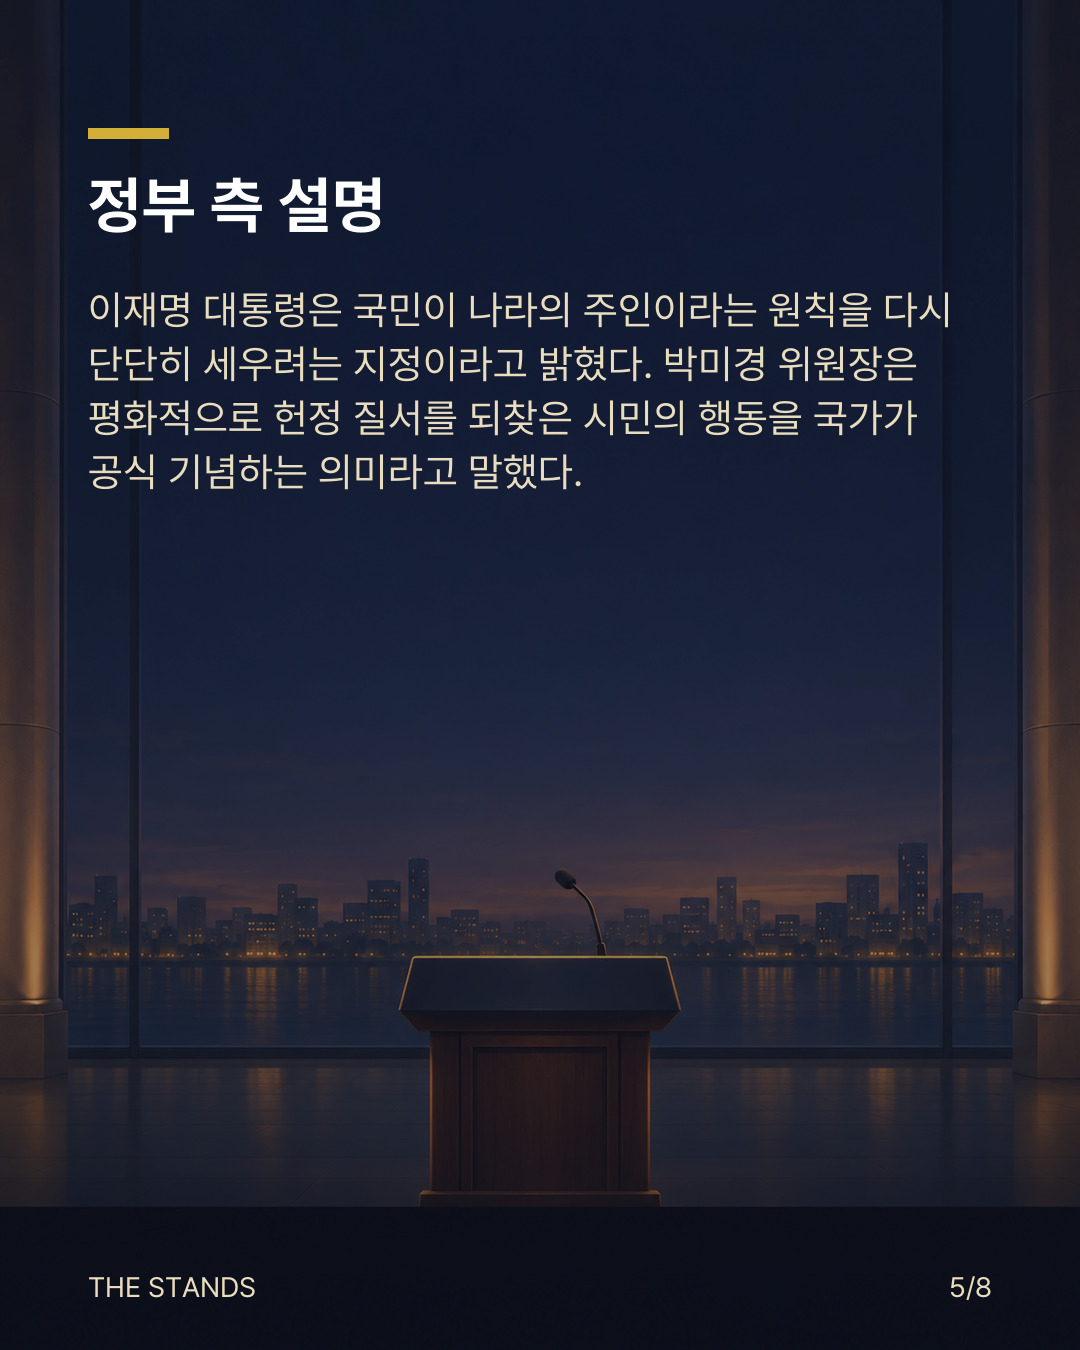 정부 측 설명
이재명 대통령은 국민이 나라의 주인이라는 원칙을 다시
단단히 세우려는 지정이라고 밝혔다. 박미경 위원장은
평화적으로 헌정 질서를 되찾은 시민의 행동을 국가가
공식 기념하는 의미라고 말했다.
THE STANDS
5/8